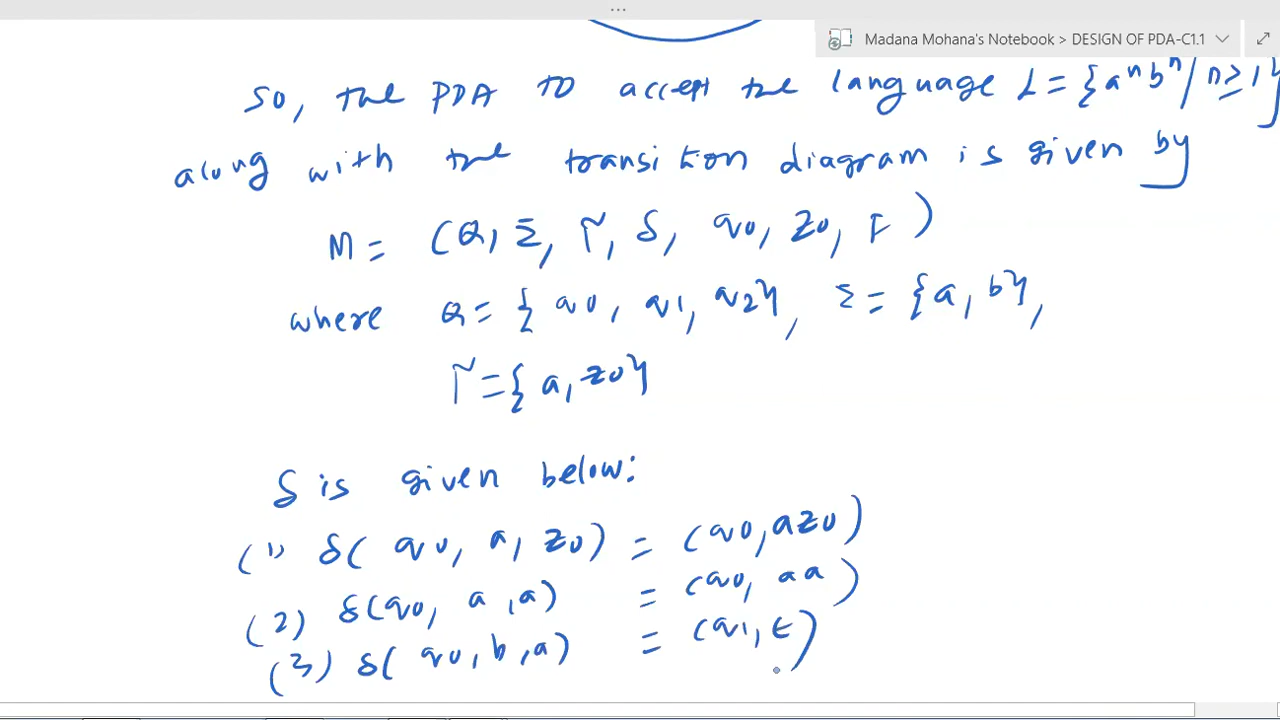 ...
Madana Mohana's Notebook > DESIGN OF PDA-C1.1
So, the PDA to accept the language L = {aⁿbⁿ / n ≥ 1}
along with the transition diagram is given by
M = (Q, Σ, Γ, δ, q0, z0, F)
where Q = {q0, q1, q2}, Σ = {a, b},
Γ = {a, z0}
δ is given below:
(1) δ(q0, a, z0) = (q0, az0)
(2) δ(q0, a, a) = (q0, aa)
(3) δ(q0, b, a) = (q1, ε)